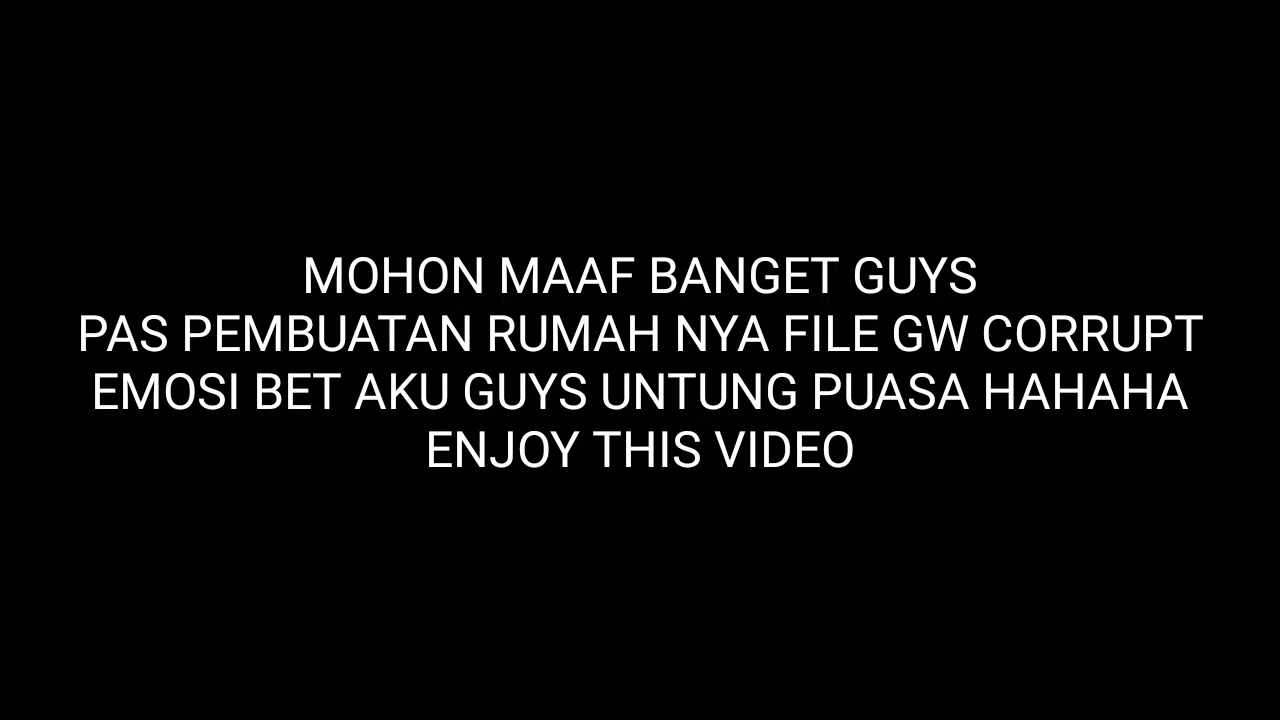 MOHON MAAF BANGET GUYS
PAS PEMBUATAN RUMAH NYA FILE GW CORRUPT
EMOSI BET AKU GUYS UNTUNG PUASA HAHAHA
ENJOY THIS VIDEO